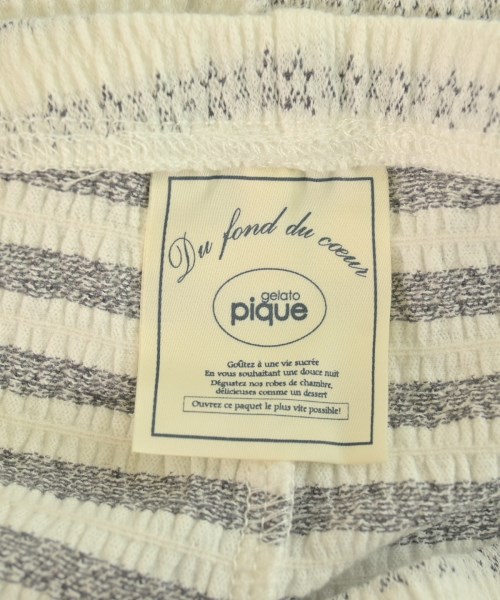 Du fond du cœur
gelato
pique
Goûtez à une vie sucrée
En vous souhaitant une douce nuit
Dégustez nos robes de chambre,
délicieuses comme un dessert
Ouvrez ce paquet le plus vite possible!